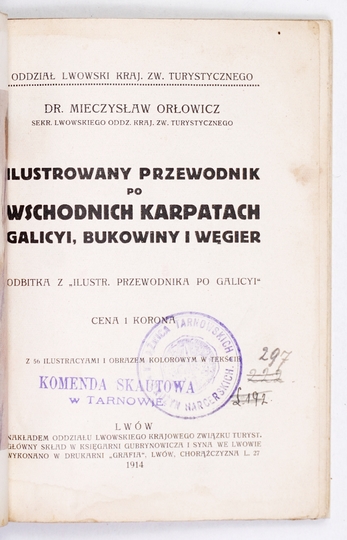 ODDZIAŁ LWOWSKI KRAJ. ZW. TURYSTYCZNEGO
DR. MIECZYSŁAW ORŁOWICZ
SEKR. LWOWSKIEGO ODDZ. KRAJ. ZW. TURYSTYCZNEGO
ILUSTROWANY PRZEWODNIK
PO
WSCHODNICH KARPATACH
GALICYI, BUKOWINY I WĘGIER
ODBITKA Z „ILUSTR. PRZEWODNIKA PO GALICYI“
CENA 1 KORONA
Z 56 ILUSTRACYAMI I OBRAZEM KOLOROWYM W TEKŚCIE
TARNOWSKICH
HARCERSKICH.
297
222
KOMENDA SKAUTOWA
W TARNOWIE
LWÓW
NAKŁADEM ODDZIAŁU LWOWSKIEGO KRAJOWEGO ZWIĄZKU TURYST.
GŁÓWNY SKŁAD W KSIĘGARNI GUBRYNOWICZA I SYNA WE LWOWIE
WYKONANO W DRUKARNI „GRAFIA“, LWÓW, CHORĄŻCZYZNA L. 27
1914